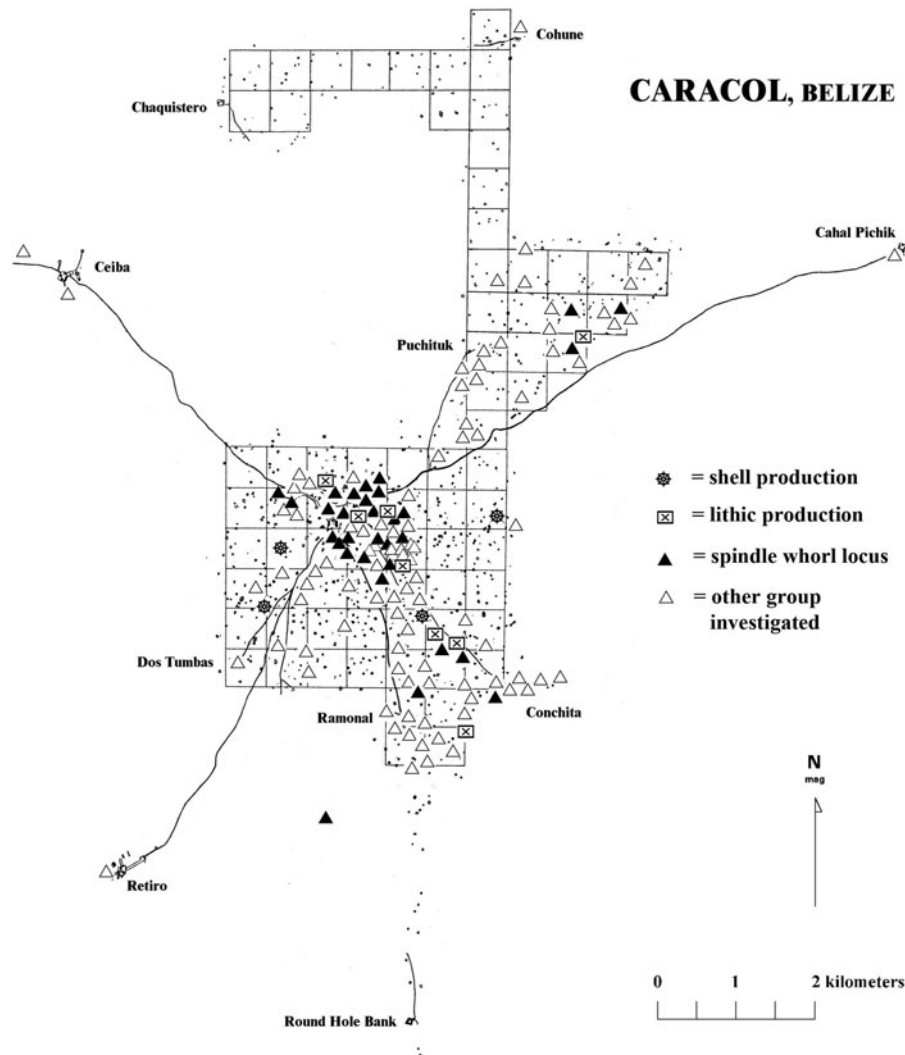 Cohune
CARACOL, BELIZE
Chaquistero
Cahal Pichik
Ceiba
Puchituk
= shell production
= lithic production
= spindle whorl locus
= other group
investigated
Dos Tumbas
Ramonal
Conchita
N
mag
Retiro
0 1 2 kilometers
Round Hole Bank